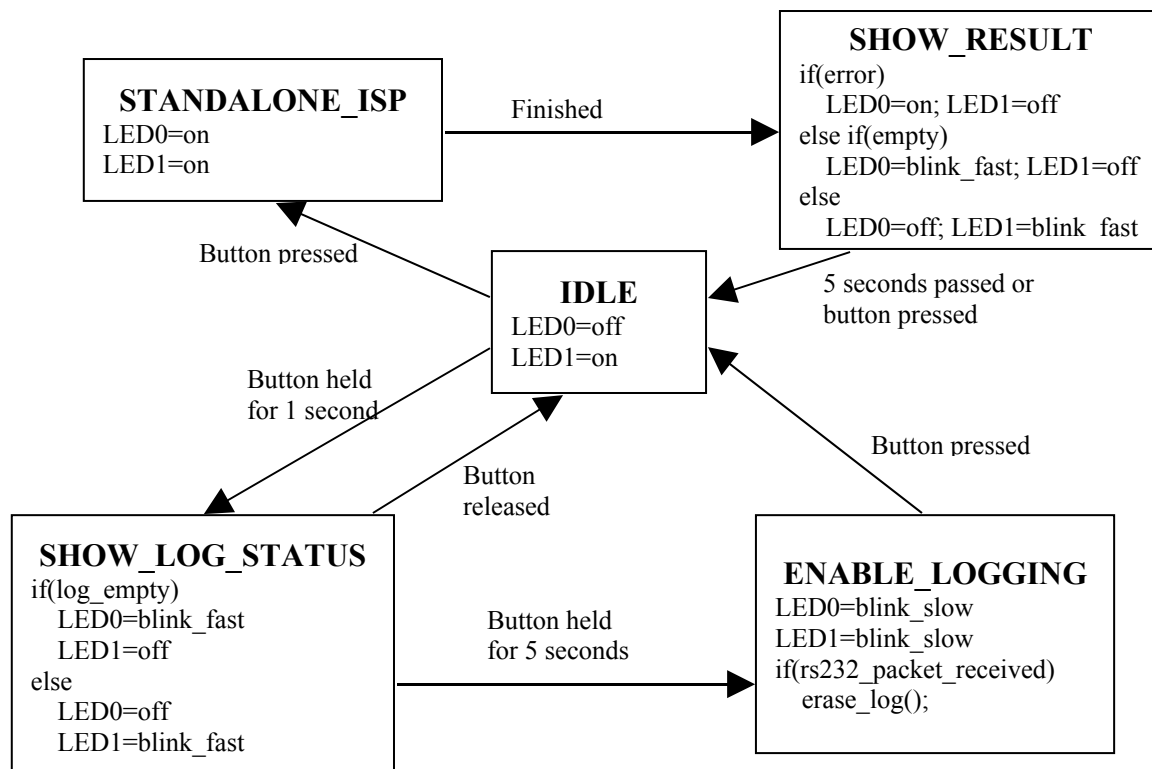 STANDALONE_ISP
LED0=on
LED1=on
Finished
SHOW_RESULT
if(error)
LED0=on; LED1=off
else if(empty)
LED0=blink_fast; LED1=off
else
LED0=off; LED1=blink_fast
Button pressed
IDLE
LED0=off
LED1=on
5 seconds passed or
button pressed
Button held
for 1 second
Button
released
Button pressed
SHOW_LOG_STATUS
if(log_empty)
LED0=blink_fast
LED1=off
else
LED0=off
LED1=blink_fast
Button held
for 5 seconds
ENABLE_LOGGING
LED0=blink_slow
LED1=blink_slow
if(rs232_packet_received)
erase_log();